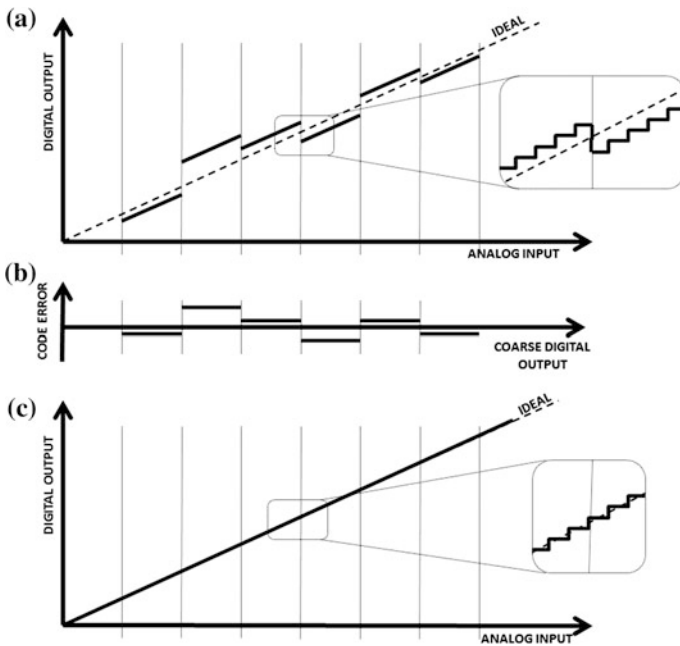 (a)
DIGITAL OUTPUT
IDEAL
ANALOG INPUT
(b)
CODE ERROR
COARSE DIGITAL
OUTPUT
(c)
DIGITAL OUTPUT
IDEAL
ANALOG INPUT